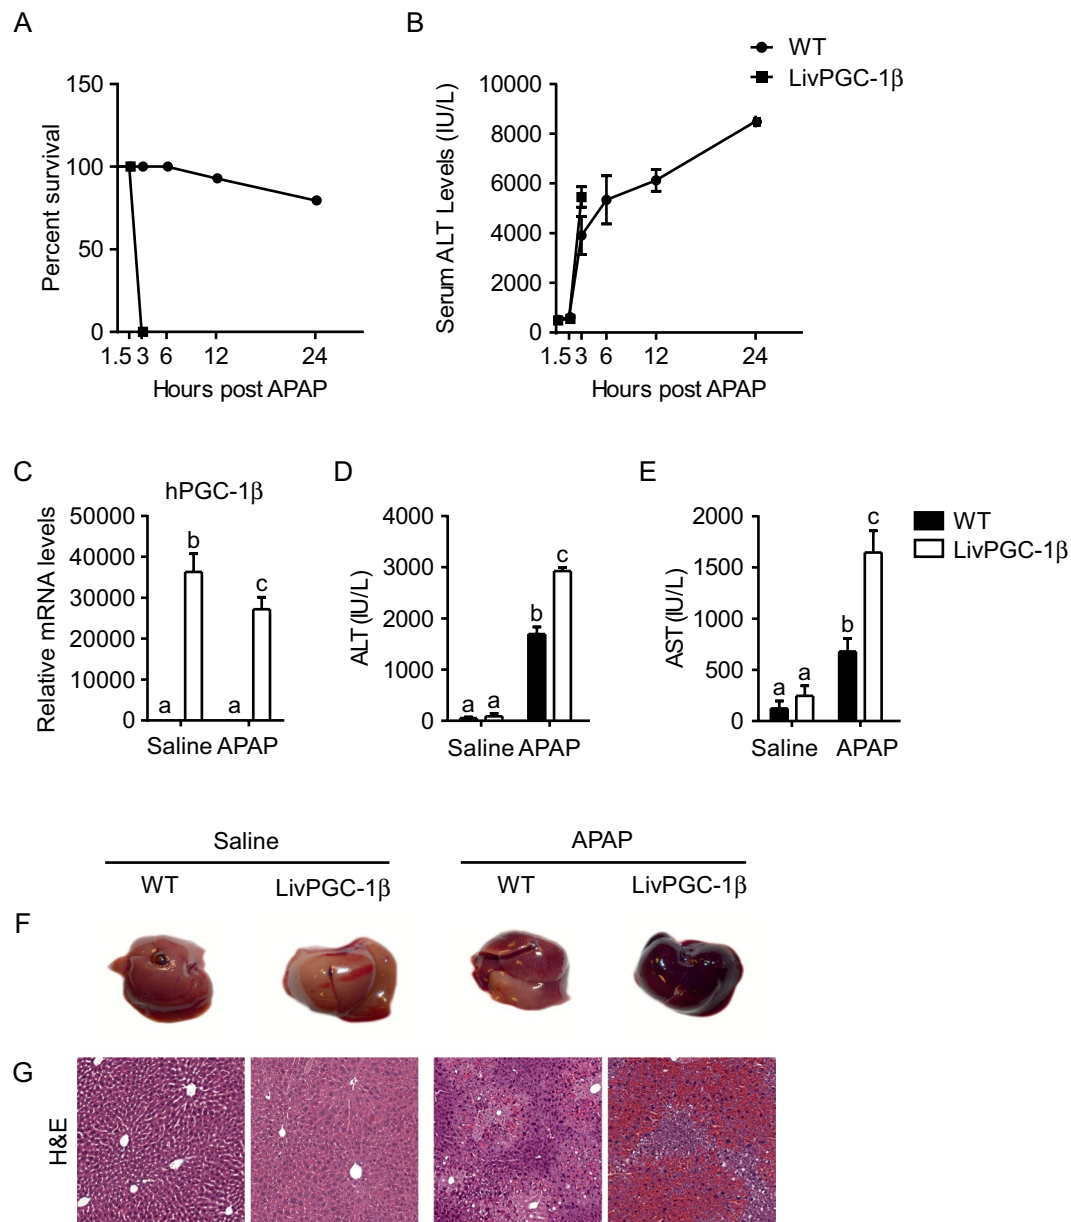 A
Percent survival
150
100
50
0
1.5 3 6 12 24
Hours post APAP
B
WT
LivPGC-1β
Serum ALT Levels (IU/L)
10000
8000
6000
4000
2000
0
1.5 3 6 12 24
Hours post APAP
C
hPGC-1β
Relative mRNA levels
50000
40000
30000
20000
10000
0
a b a c
Saline APAP
D
ALT (IU/L)
4000
3000
2000
1000
0
a a b c
Saline APAP
E
AST (IU/L)
2000
1500
1000
500
0
a a b c
Saline APAP
WT
LivPGC-1β
Saline APAP
WT LivPGC-1β WT LivPGC-1β
F
G
H&E